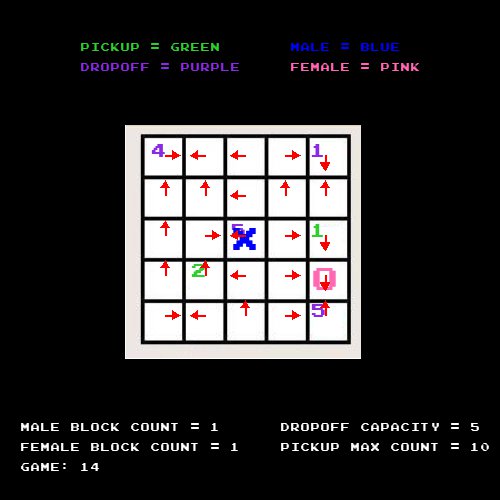 PICKUP = GREEN MALE = BLUE
DROPOFF = PURPLE FEMALE = PINK
4 1
1
2
5
MALE BLOCK COUNT = 1 DROPOFF CAPACITY = 5
FEMALE BLOCK COUNT = 1 PICKUP MAX COUNT = 10
GAME: 14